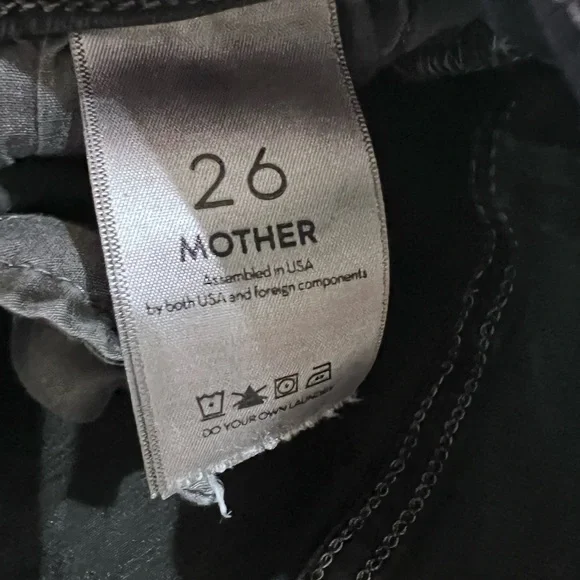 26
MOTHER
Assembled in USA
by both USA and foreign components
DO YOUR OWN LAUNDRY